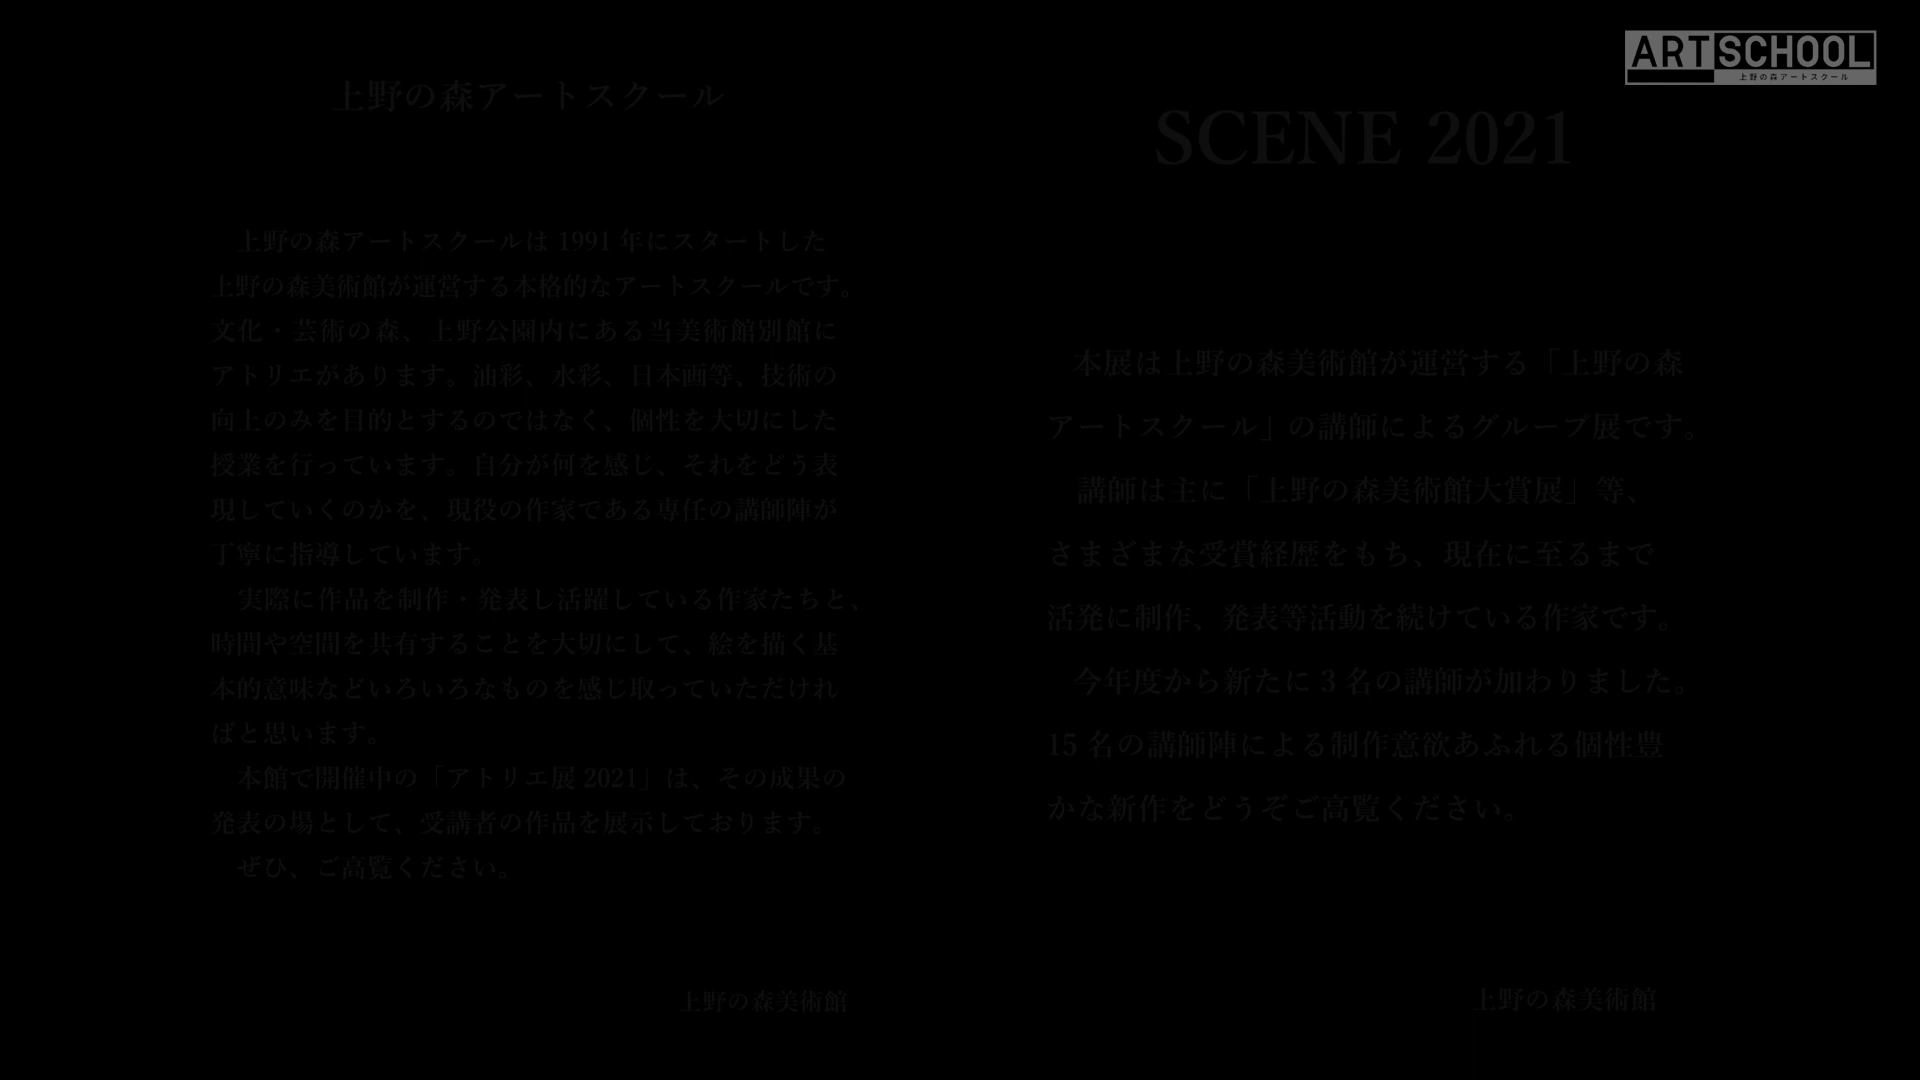 ART SCHOOL
上野の森アートスクール
上野の森アートスクール
上野の森アートスクールは 1991 年にスタートした
上野の森美術館が運営する本格的なアートスクールです。
文化・芸術の森、上野公園内にある当美術館別館に
アトリエがあります。油彩、水彩、日本画等、技術の
向上のみを目的とするのではなく、個性を大切にした
授業を行っています。自分が何を感じ、それをどう表
現していくのかを、現役の作家である専任の講師陣が
丁寧に指導しています。
実際に作品を制作・発表し活躍している作家たちと、
時間や空間を共有することを大切にして、絵を描く基
本的意味などいろいろなものを感じ取っていただけれ
ばと思います。
本館で開催中の「アトリエ展 2021」は、その成果の
発表の場として、受講者の作品を展示しております。
ぜひ、ご高覧ください。
上野の森美術館
SCENE 2021
本展は上野の森美術館が運営する「上野の森
アートスクール」の講師によるグループ展です。
講師は主に「上野の森美術館大賞展」等、
さまざまな受賞経歴をもち、現在に至るまで
活発に制作、発表等活動を続けている作家です。
今年度から新たに 3 名の講師が加わりました。
15 名の講師陣による制作意欲あふれる個性豊
かな新作をどうぞご高覧ください。
上野の森美術館